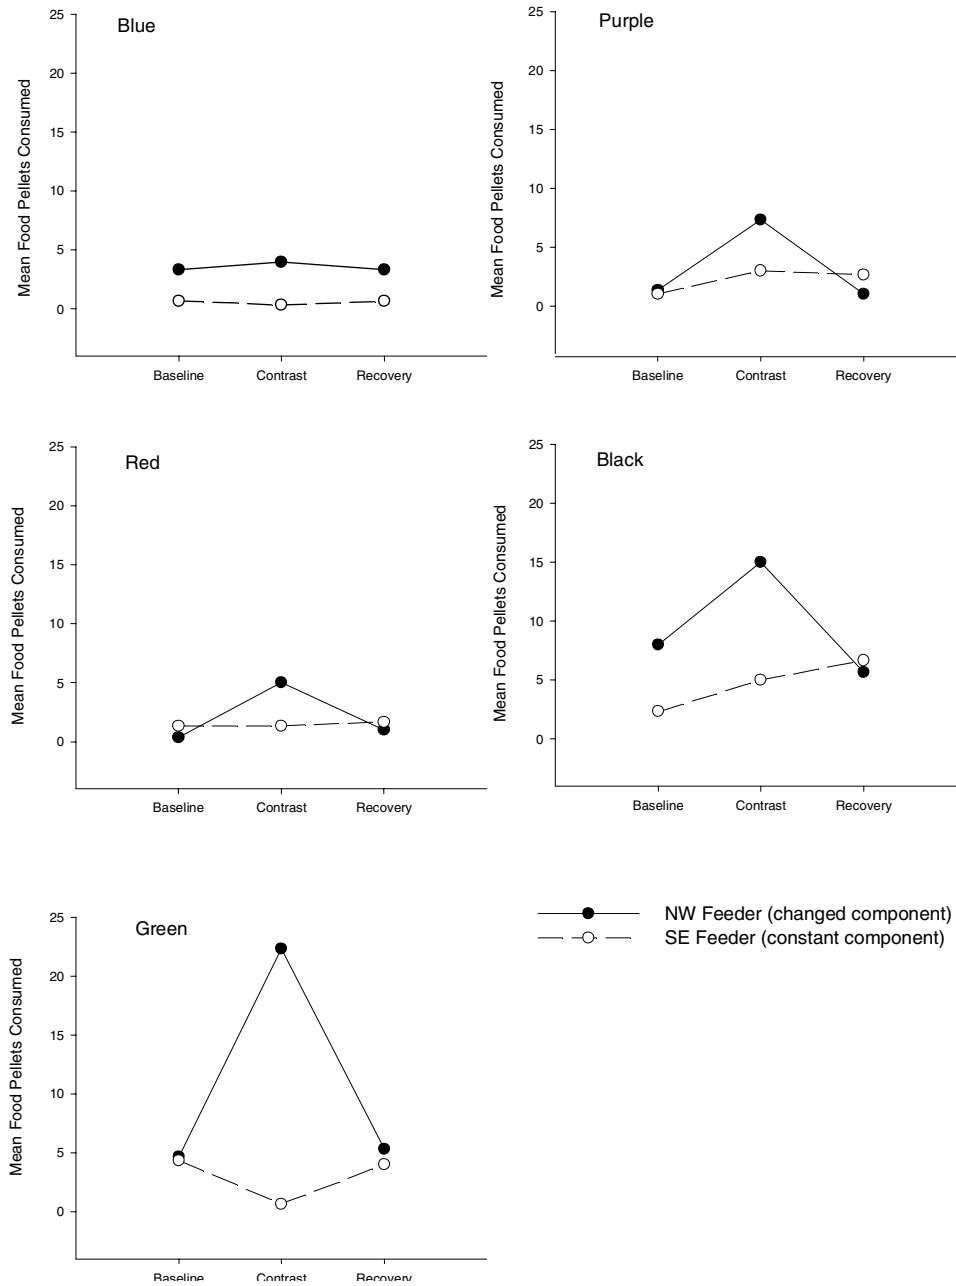 Blue
Mean Food Pellets Consumed
25
20
15
10
5
0
Baseline Contrast Recovery
Purple
Mean Food Pellets Consumed
25
20
15
10
5
0
Baseline Contrast Recovery
Red
Mean Food Pellets Consumed
25
20
15
10
5
0
Baseline Contrast Recovery
Black
Mean Food Pellets Consumed
25
20
15
10
5
0
Baseline Contrast Recovery
Green
Mean Food Pellets Consumed
25
20
15
10
5
0
Baseline Contrast Recovery
NW Feeder (changed component)
SE Feeder (constant component)